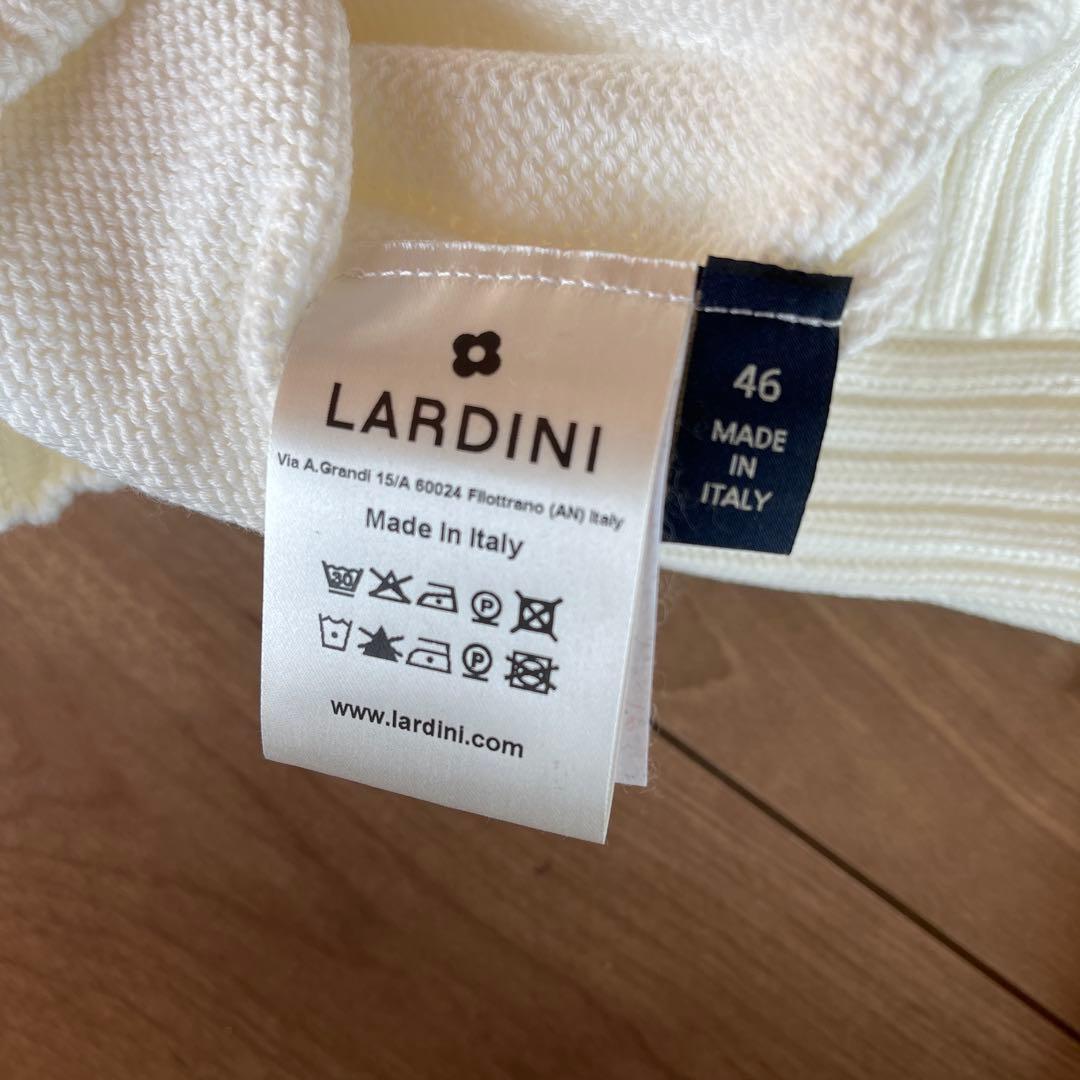 LARDINI
Via A.Grandi 15/A 60024 Filottrano (AN) Italy
Made In Italy
30
P
P
www.lardini.com
46
MADE
IN
ITALY